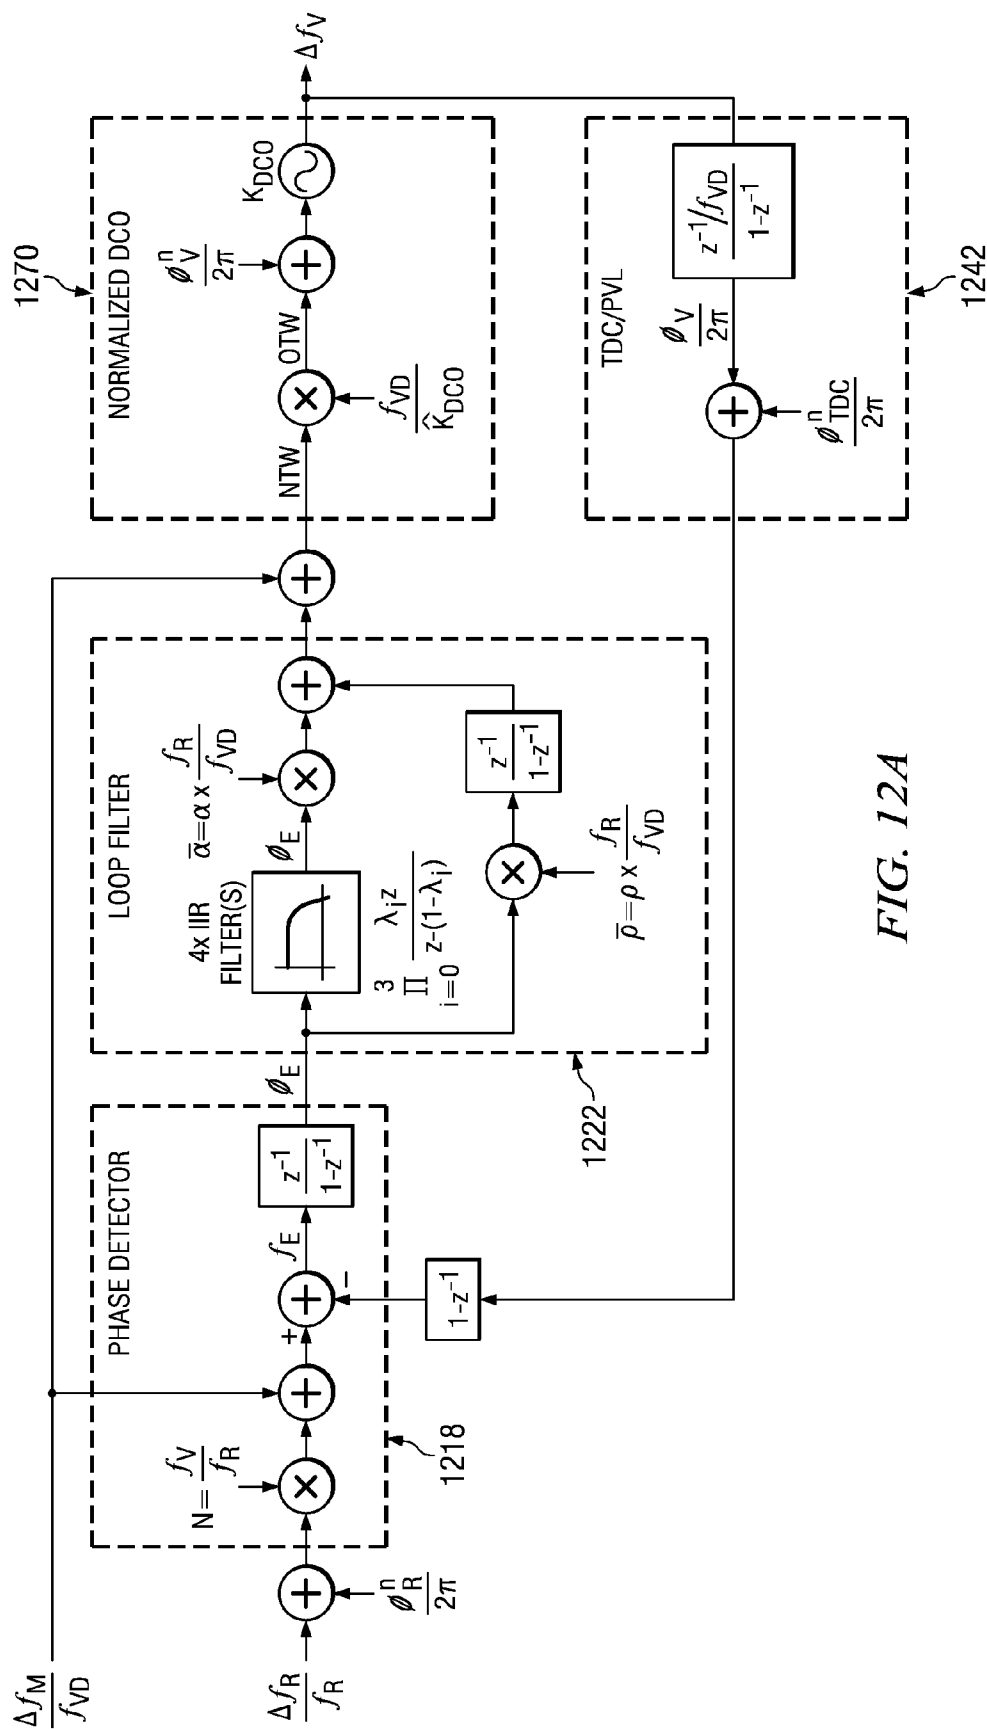 Δf_M/f_VD
Δf_R/f_R
ø^n_R/2π
PHASE DETECTOR
N=f_V/f_R
+
−
f_E
z^−1/1−z^−1
1218
1−z^−1
ø_E
LOOP FILTER
4x IIR
FILTER(S)
3
∏ λ_i z/z−(1−λ_i)
i=0
ø_E
ᾱ=α x f_R/f_VD
z^−1/1−z^−1
ρ̄=ρ x f_R/f_VD
1222
1270
NORMALIZED DCO
NTW
f_VD/K̂_DCO
OTW
ø^n_V/2π
K_DCO
Δf_V
TDC/PVL
ø_V/2π
z^−1/f_VD/1−z^−1
ø^n_TDC/2π
1242
FIG. 12A